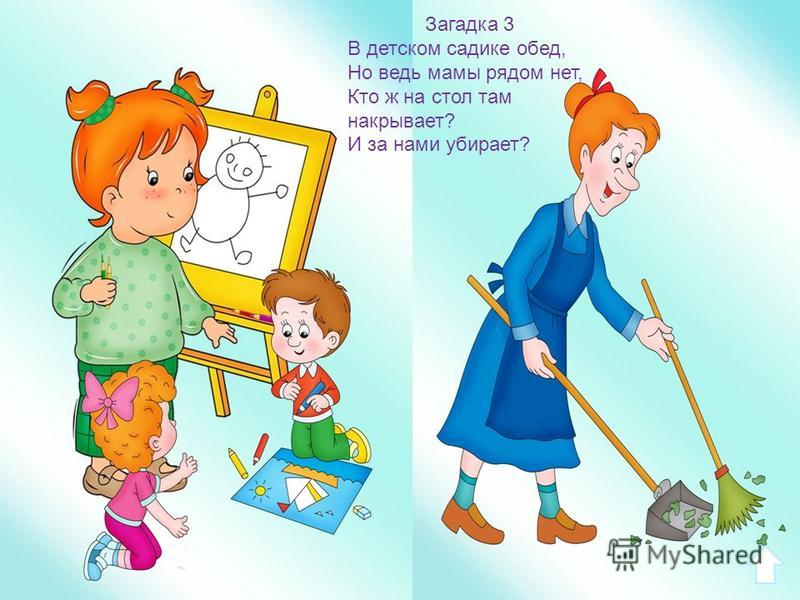 Загадка 3
В детском садике обед,
Но ведь мамы рядом нет,
Кто ж на стол там
накрывает?
И за нами убирает?
MyShared